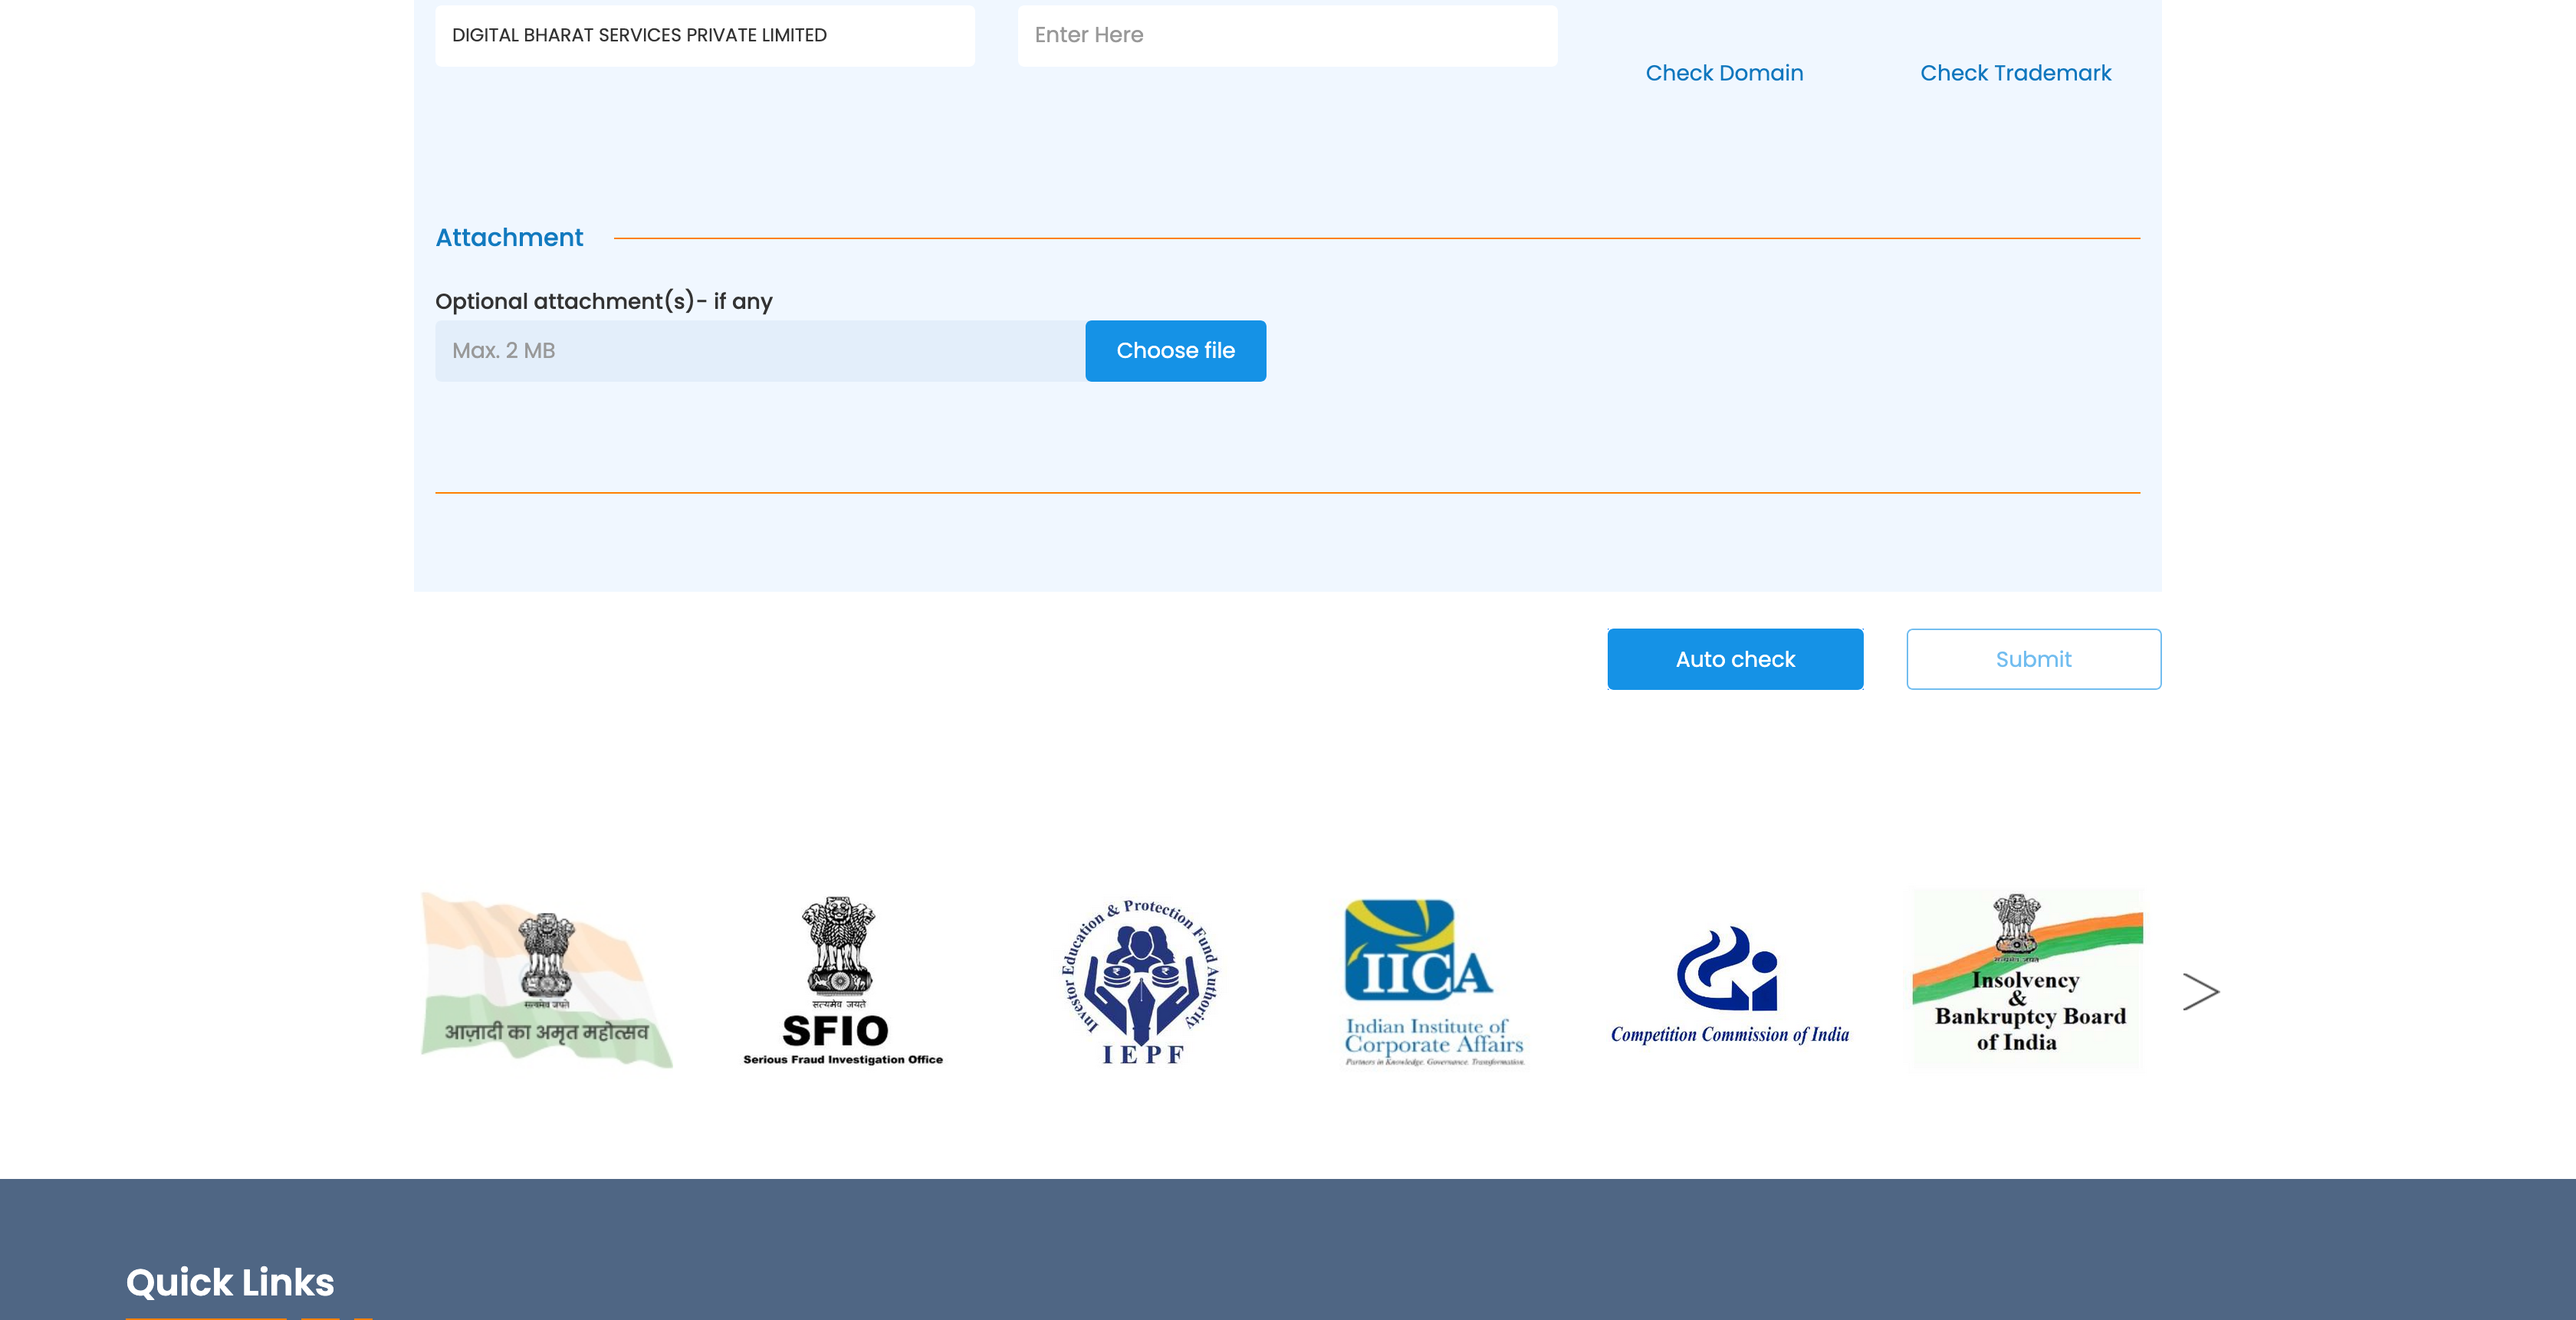 DIGITAL BHARAT SERVICES PRIVATE LIMITED
Enter Here
Check Domain
Check Trademark
Attachment
Optional attachment(s)- if any
Max. 2 MB
Choose file
Auto check
Submit
सत्यमेव जयते
आज़ादी का अमृत महोत्सव
सत्यमेव जयते
SFIO
Serious Fraud Investigation Office
Investor Education & Protection Fund Authority
IEPF
IICA
Indian Institute of
Corporate Affairs
Partners in Knowledge. Governance. Transformation.
Competition Commission of India
सत्यमेव जयते
Insolvency
&
Bankruptcy Board
of India
>
Quick Links